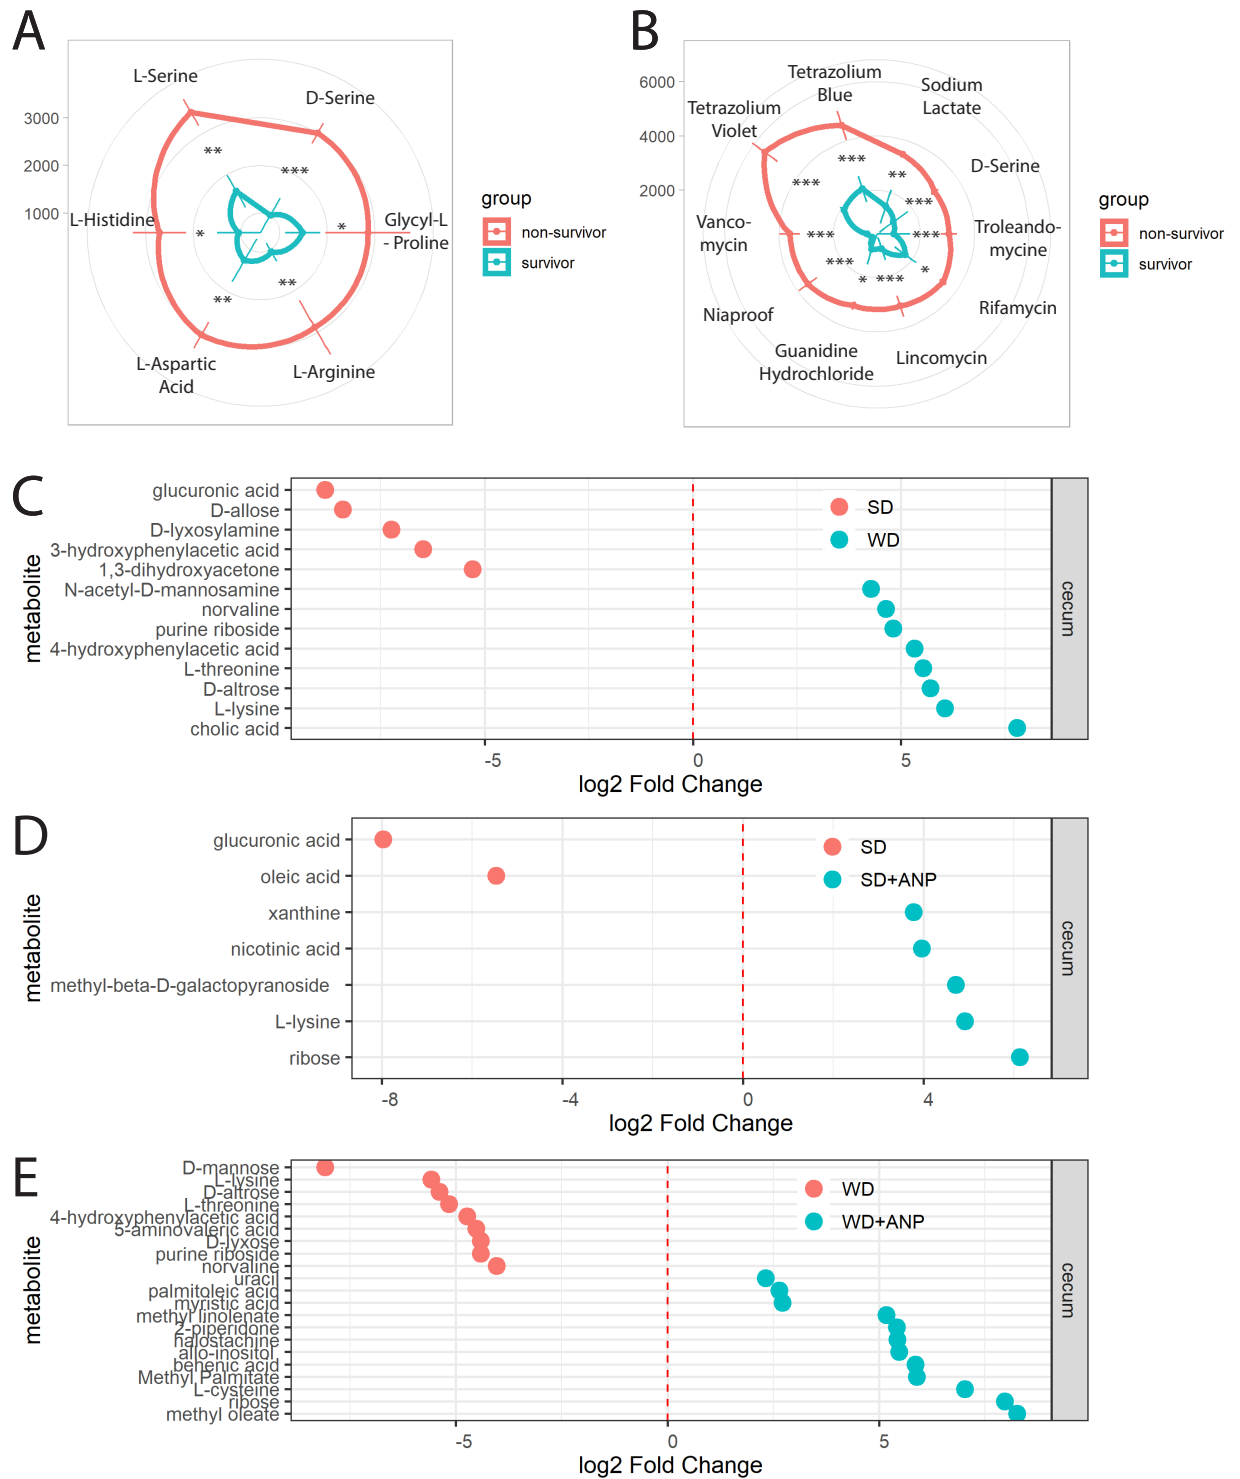 A
L-Serine
D-Serine
3000
2000
1000
**
***
L-Histidine
*
*
Glycyl-L
- Proline
**
**
L-Aspartic
Acid
L-Arginine
group
non-survivor
survivor
B
6000
4000
2000
Tetrazolium
Blue
Sodium
Lactate
Tetrazolium
Violet
D-Serine
***
**
***
***
Vanco-
mycin
***
***
Troleando-
mycine
***
*
***
*
Niaproof
Rifamycin
Guanidine
Hydrochloride
Lincomycin
group
non-survivor
survivor
C
metabolite
glucuronic acid
D-allose
D-lyxosylamine
3-hydroxyphenylacetic acid
1,3-dihydroxyacetone
N-acetyl-D-mannosamine
norvaline
purine riboside
4-hydroxyphenylacetic acid
L-threonine
D-altrose
L-lysine
cholic acid
SD
WD
cecum
-5
0
5
log2 Fold Change
D
metabolite
glucuronic acid
oleic acid
xanthine
nicotinic acid
methyl-beta-D-galactopyranoside
L-lysine
ribose
SD
SD+ANP
cecum
-8
-4
0
4
log2 Fold Change
E
metabolite
D-mannose
L-lysine
D-altrose
L-threonine
4-hydroxyphenylacetic acid
5-aminovaleric acid
D-lyxose
purine riboside
norvaline
uracil
palmitoleic acid
myristic acid
methyl linolenate
2-piperidone
halostachine
allo-inositol
behenic acid
Methyl Palmitate
L-cysteine
ribose
methyl oleate
WD
WD+ANP
cecum
-5
0
5
log2 Fold Change